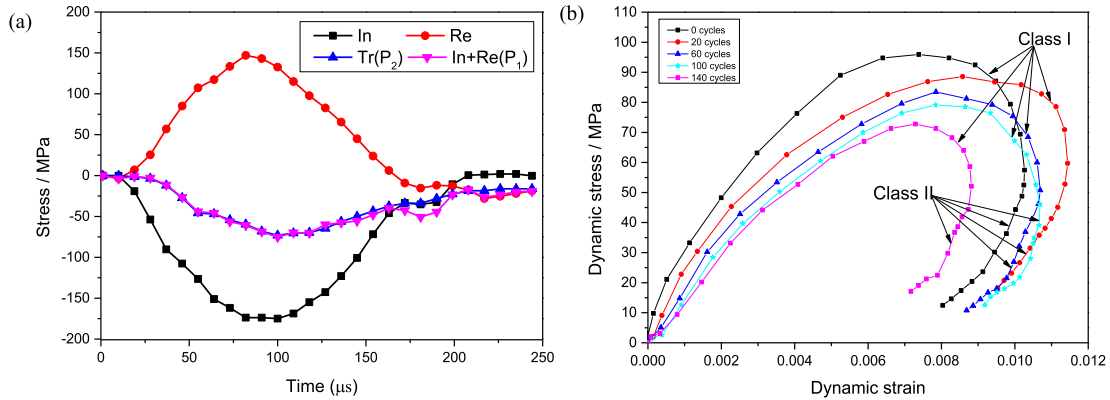 (a)
In
Re
Tr(P2)
In+Re(P1)
200
150
100
50
0
-50
-100
-150
-200
Stress / MPa
0
50
100
150
200
250
Time (μs)
(b)
0 cycles
20 cycles
60 cycles
100 cycles
140 cycles
Class I
Class II
110
100
90
80
70
60
50
40
30
20
10
0
Dynamic stress / MPa
0.000
0.002
0.004
0.006
0.008
0.010
0.012
Dynamic strain